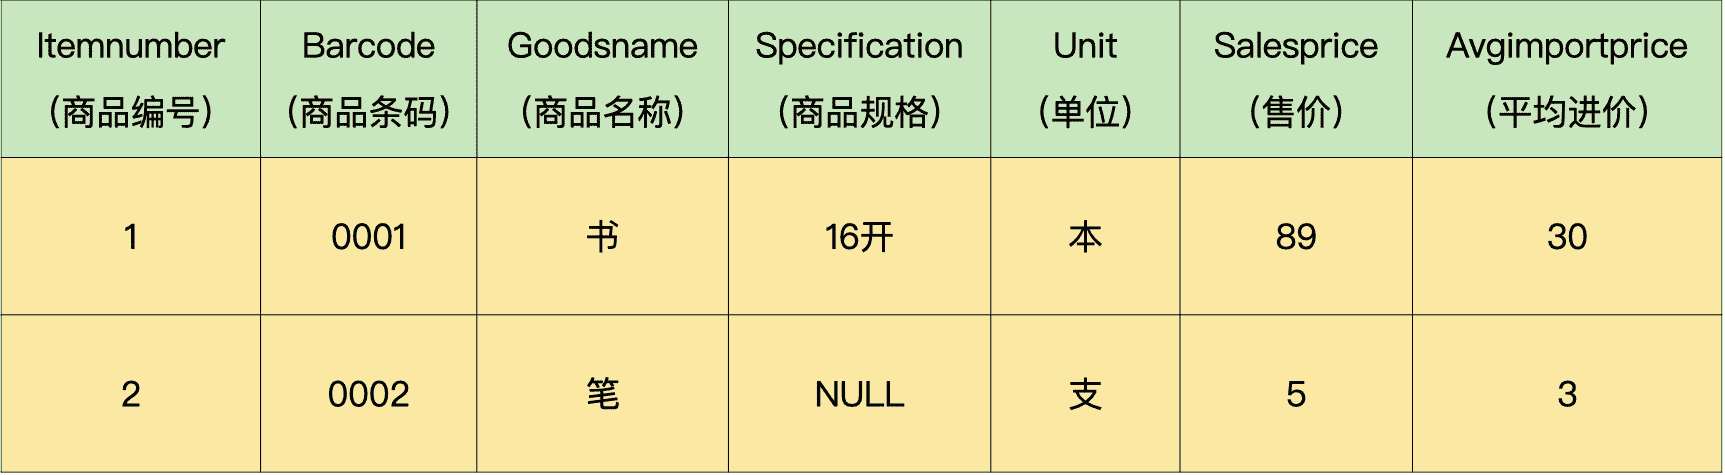 Itemnumber Barcode Goodsname Specification Unit Salesprice Avgimportprice
（商品编号） （商品条码） （商品名称） （商品规格） （单位） （售价） （平均进价）
1 0001 书 16开 本 89 30
2 0002 笔 NULL 支 5 3